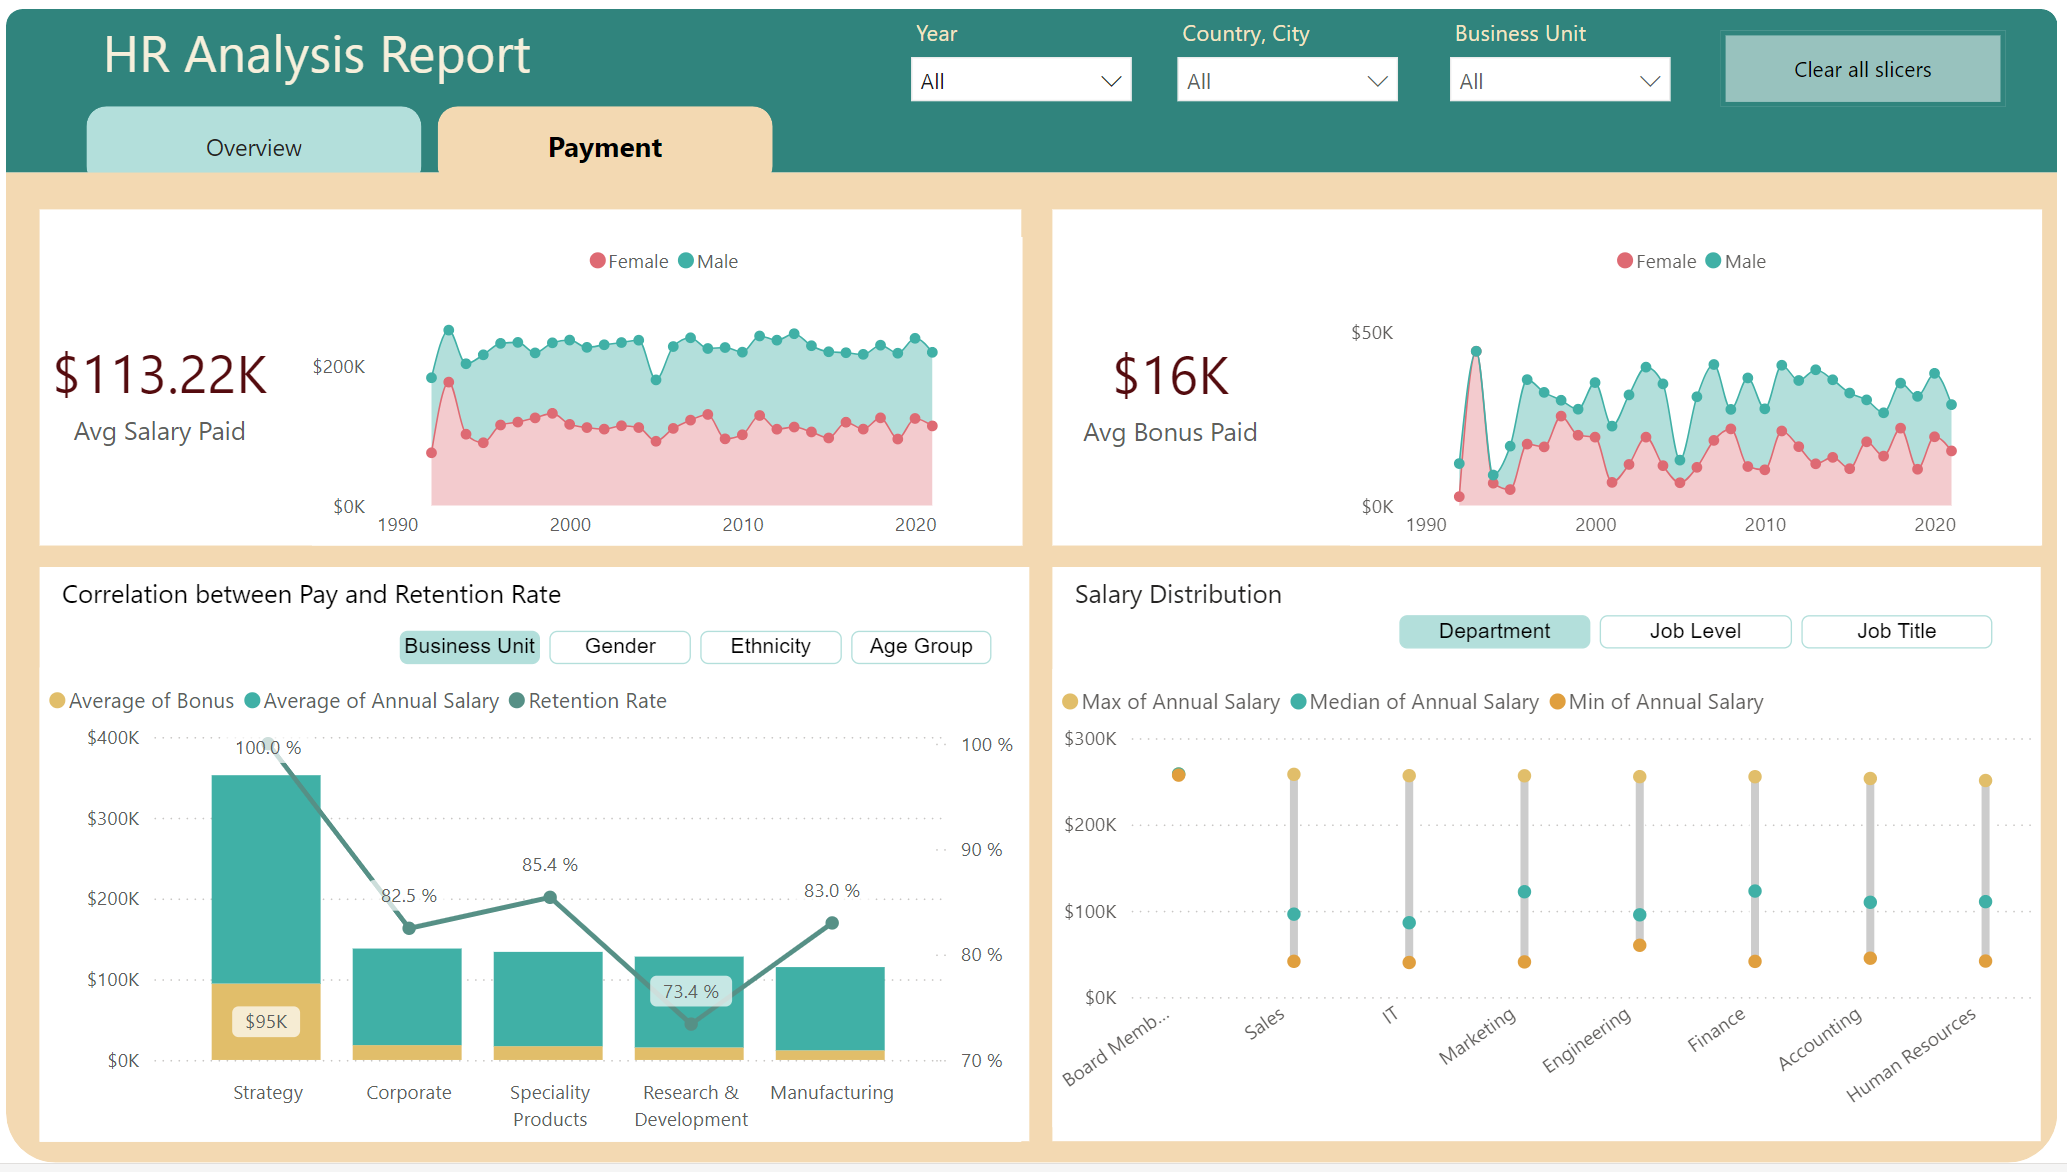 HR Analysis Report
Year
Country, City
Business Unit
All
All
All
Clear all slicers
Overview
Payment
Female
Male
$113.22K
Avg Salary Paid
$200K
$0K
1990
2000
2010
2020
Female
Male
$16K
Avg Bonus Paid
$50K
$0K
1990
2000
2010
2020
Correlation between Pay and Retention Rate
Business Unit
Gender
Ethnicity
Age Group
Average of Bonus
Average of Annual Salary
Retention Rate
$400K
$300K
$200K
$100K
$0K
100.0 %
82.5 %
85.4 %
73.4 %
83.0 %
$95K
100 %
90 %
80 %
70 %
Strategy
Corporate
Speciality
Products
Research &
Development
Manufacturing
Salary Distribution
Department
Job Level
Job Title
Max of Annual Salary
Median of Annual Salary
Min of Annual Salary
$300K
$200K
$100K
$0K
Board Memb...
Sales
IT
Marketing
Engineering
Finance
Accounting
Human Resources